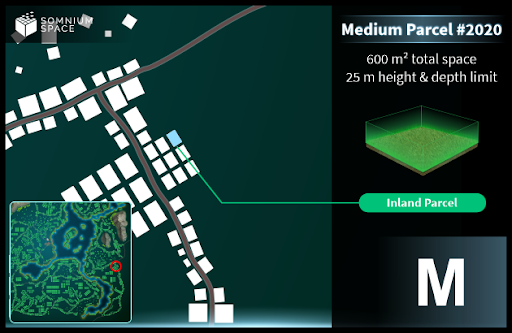 SOMNIUM
SPACE
Medium Parcel #2020
600 m² total space
25 m height & depth limit
Inland Parcel
M